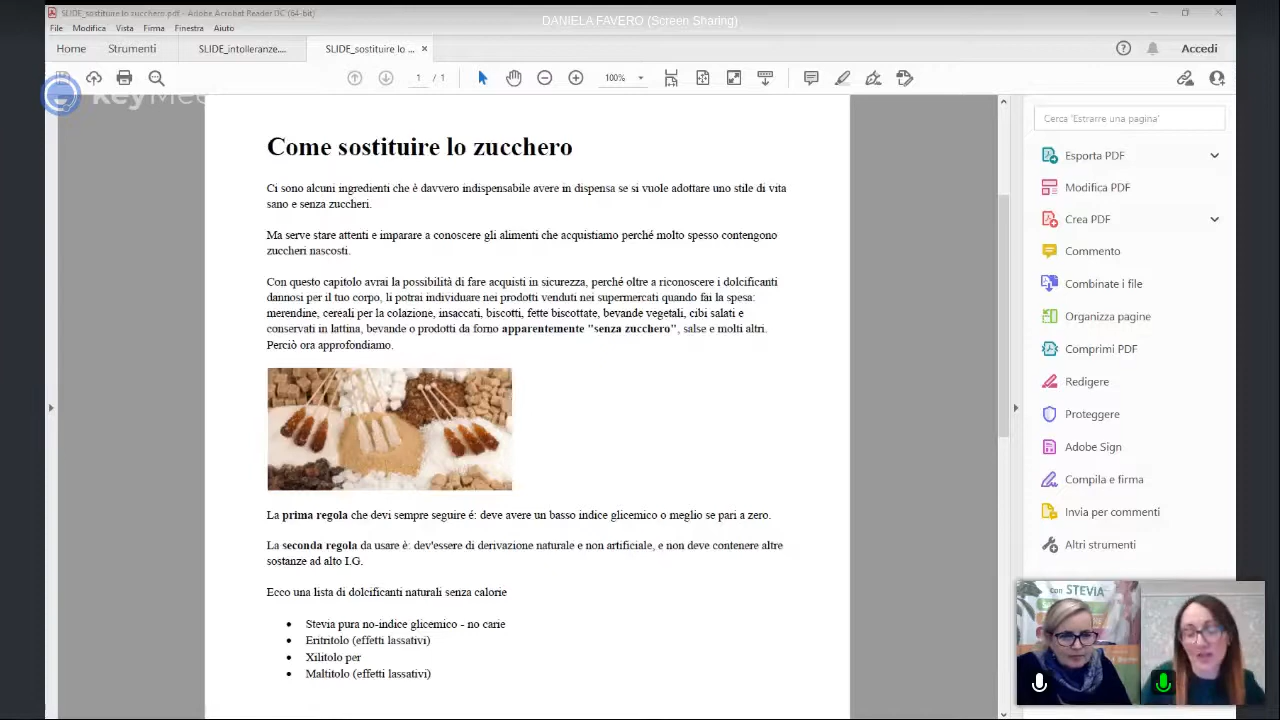 SLIDE_sostituire lo zucchero.pdf - Adobe Acrobat Reader DC (64-bit)
DANIELA FAVERO (Screen Sharing)
File Modifica Vista Firma Finestra Aiuto
Home Strumenti SLIDE_intolleranze.... SLIDE_sostituire lo ... × Accedi
1 / 1 100%
Cerca 'Estrarre una pagina'
Esporta PDF
Modifica PDF
Crea PDF
Commento
Combinate i file
Organizza pagine
Comprimi PDF
Redigere
Proteggere
Adobe Sign
Compila e firma
Invia per commenti
Altri strumenti
Come sostituire lo zucchero
Ci sono alcuni ingredienti che è davvero indispensabile avere in dispensa se si vuole adottare uno stile di vita
sano e senza zuccheri.
Ma serve stare attenti e imparare a conoscere gli alimenti che acquistiamo perché molto spesso contengono
zuccheri nascosti.
Con questo capitolo avrai la possibilità di fare acquisti in sicurezza, perché oltre a riconoscere i dolcificanti
dannosi per il tuo corpo, li potrai individuare nei prodotti venduti nei supermercati quando fai la spesa:
merendine, cereali per la colazione, insaccati, biscotti, fette biscottate, bevande vegetali, cibi salati e
conservati in lattina, bevande o prodotti da forno apparentemente "senza zucchero", salse e molti altri.
Perciò ora approfondiamo.
La prima regola che devi sempre seguire é: deve avere un basso indice glicemico o meglio se pari a zero.
La seconda regola da usare è: dev'essere di derivazione naturale e non artificiale, e non deve contenere altre
sostanze ad alto I.G.
Ecco una lista di dolcificanti naturali senza calorie
• Stevia pura no-indice glicemico - no carie
• Eritritolo (effetti lassativi)
• Xilitolo per
• Maltitolo (effetti lassativi)
con STEVIA